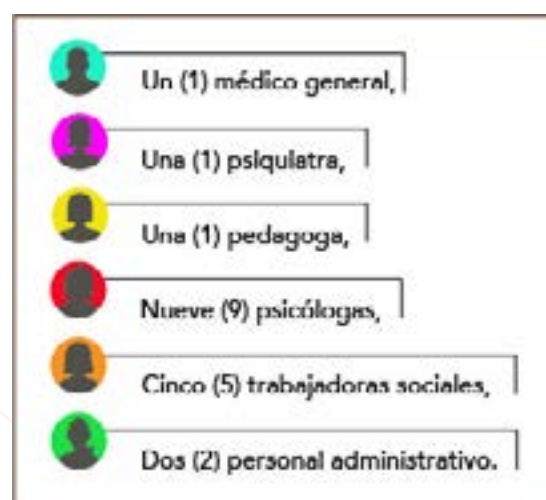 Un (1) médico general,
Una (1) psiquiatra,
Una (1) pedagoga,
Nueve (9) psicólogas,
Cinco (5) trabajadoras sociales,
Dos (2) personal administrativo.